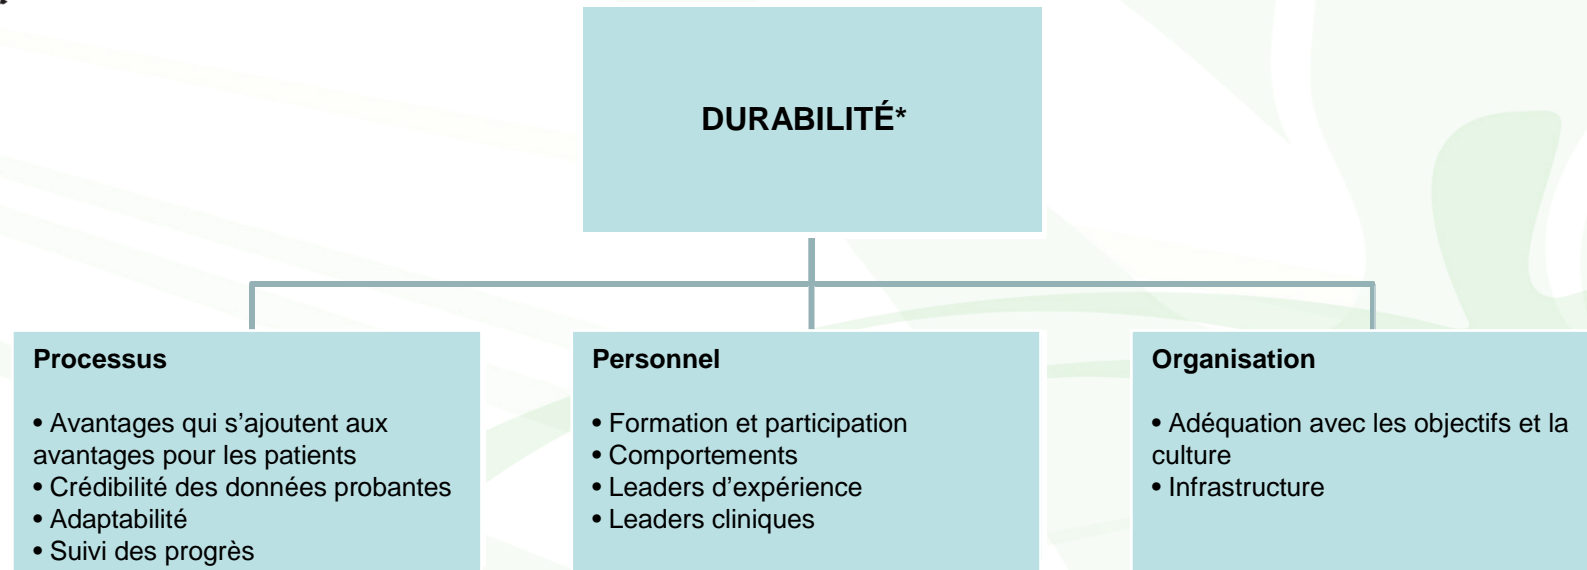 DURABILITÉ*
Processus
• Avantages qui s’ajoutent aux
avantages pour les patients
• Crédibilité des données probantes
• Adaptabilité
• Suivi des progrès
Personnel
• Formation et participation
• Comportements
• Leaders d’expérience
• Leaders cliniques
Organisation
• Adéquation avec les objectifs et la
culture
• Infrastructure